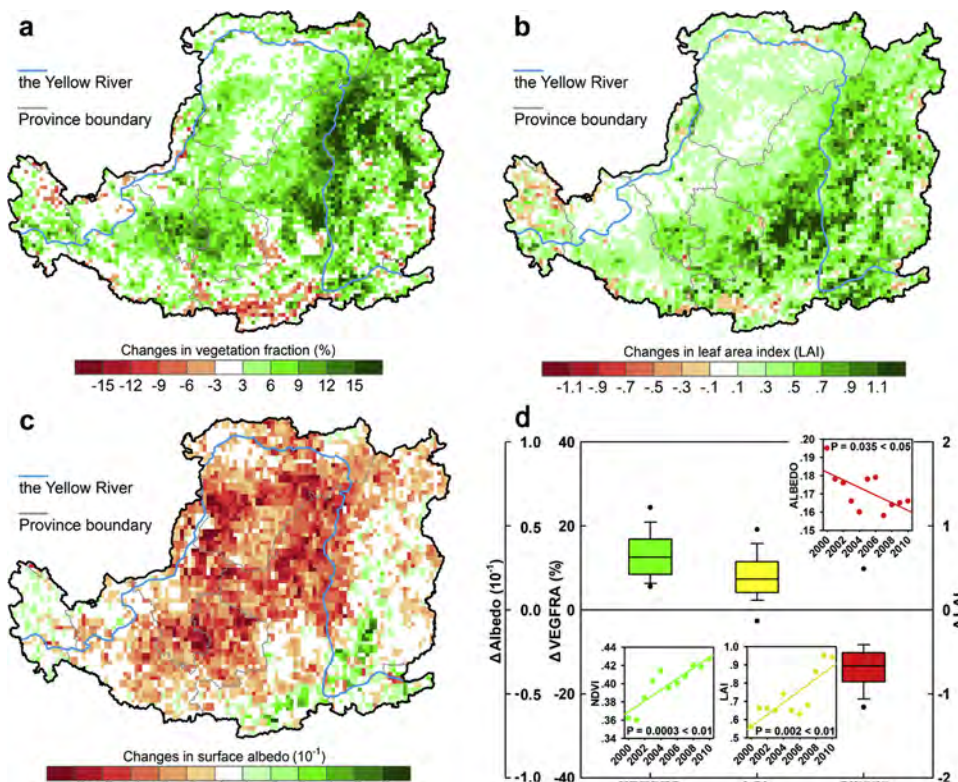 a
the Yellow River
Province boundary
Changes in vegetation fraction (%)
-15 -12 -9 -6 -3 3 6 9 12 15
b
the Yellow River
Province boundary
Changes in leaf area index (LAI)
-1.1 -.9 -.7 -.5 -.3 -.1 .1 .3 .5 .7 .9 1.1
c
the Yellow River
Province boundary
Changes in surface albedo (10⁻¹)
d
1.0
0.5
0.0
-0.5
-1.0
ΔAlbedo (10⁻¹)
40
20
0
-20
-40
ΔVEGFRA (%)
2
1
0
-1
-2
ΔLAI
.20
.19
.18
.17
.16
.15
ALBEDO
P = 0.035 < 0.05
2000 2002 2004 2006 2008 2010
.44
.42
.40
.38
.36
.34
NDVI
P = 0.0003 < 0.01
2000 2002 2004 2006 2008 2010
1.0
.9
.8
.7
.6
.5
LAI
P = 0.002 < 0.01
2000 2002 2004 2006 2008 2010